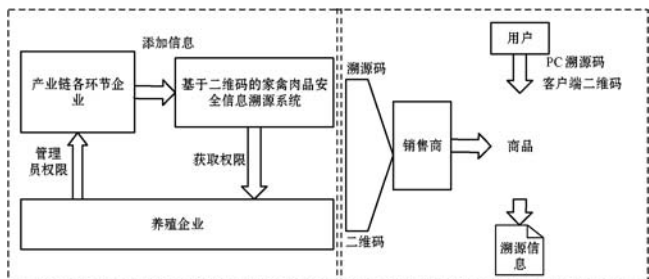 添加信息
产业链各环节企
业
基于二维码的家禽肉品安
全信息溯源系统
管理
员权限
获取权限
养殖企业
溯源码
二维码
销售商
用户
PC 溯源码
客户端二维码
商品
溯源信
息